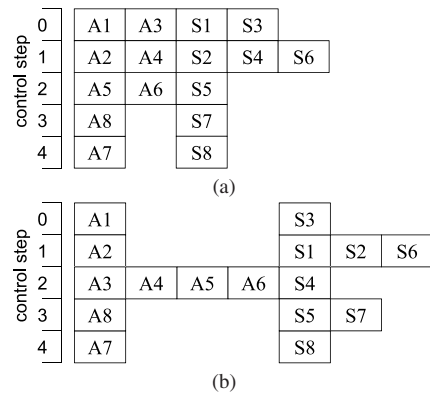 0 A1 A3 S1 S3
1 A2 A4 S2 S4 S6
2 A5 A6 S5
3 A8 S7
4 A7 S8
control step
(a)
0 A1 S3
1 A2 S1 S2 S6
2 A3 A4 A5 A6 S4
3 A8 S5 S7
4 A7 S8
control step
(b)